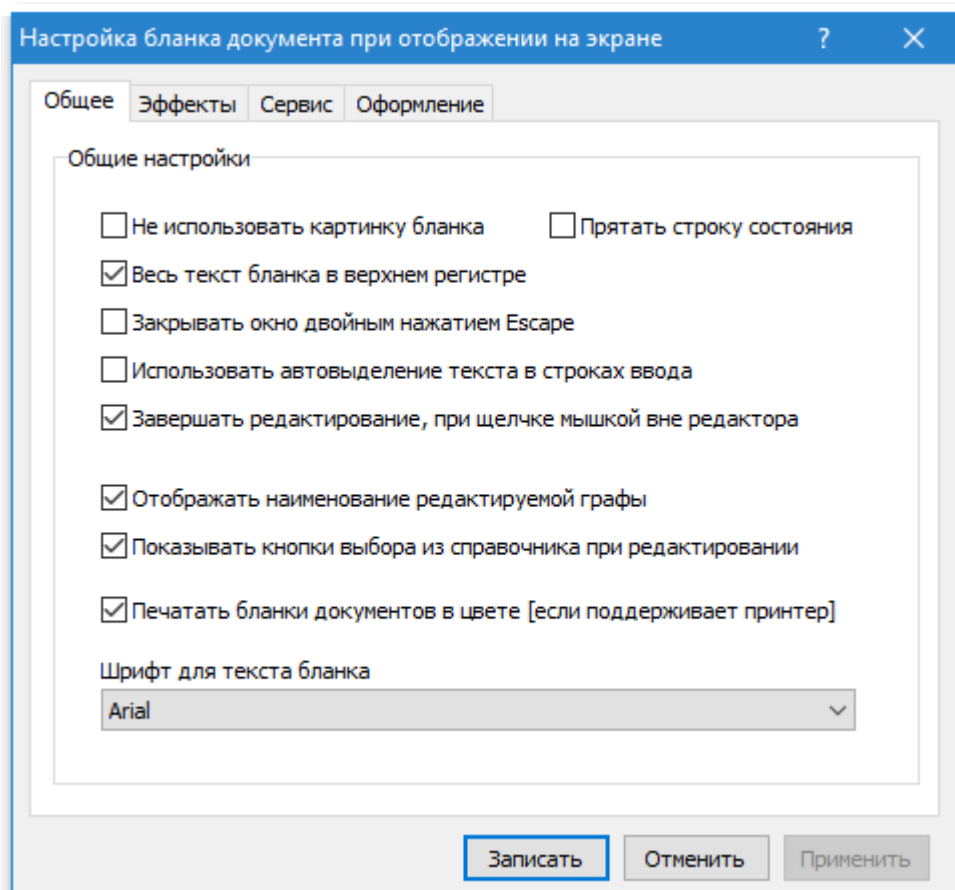 Настройка бланка документа при отображении на экране ?
Общее Эффекты Сервис Оформление
Общие настройки
Не использовать картинку бланка Прятать строку состояния
Весь текст бланка в верхнем регистре
Закрывать окно двойным нажатием Escape
Использовать автовыделение текста в строках ввода
Завершать редактирование, при щелчке мышкой вне редактора
Отображать наименование редактируемой графы
Показывать кнопки выбора из справочника при редактировании
Печатать бланки документов в цвете [если поддерживает принтер]
Шрифт для текста бланка
Arial
Записать Отменить Применить